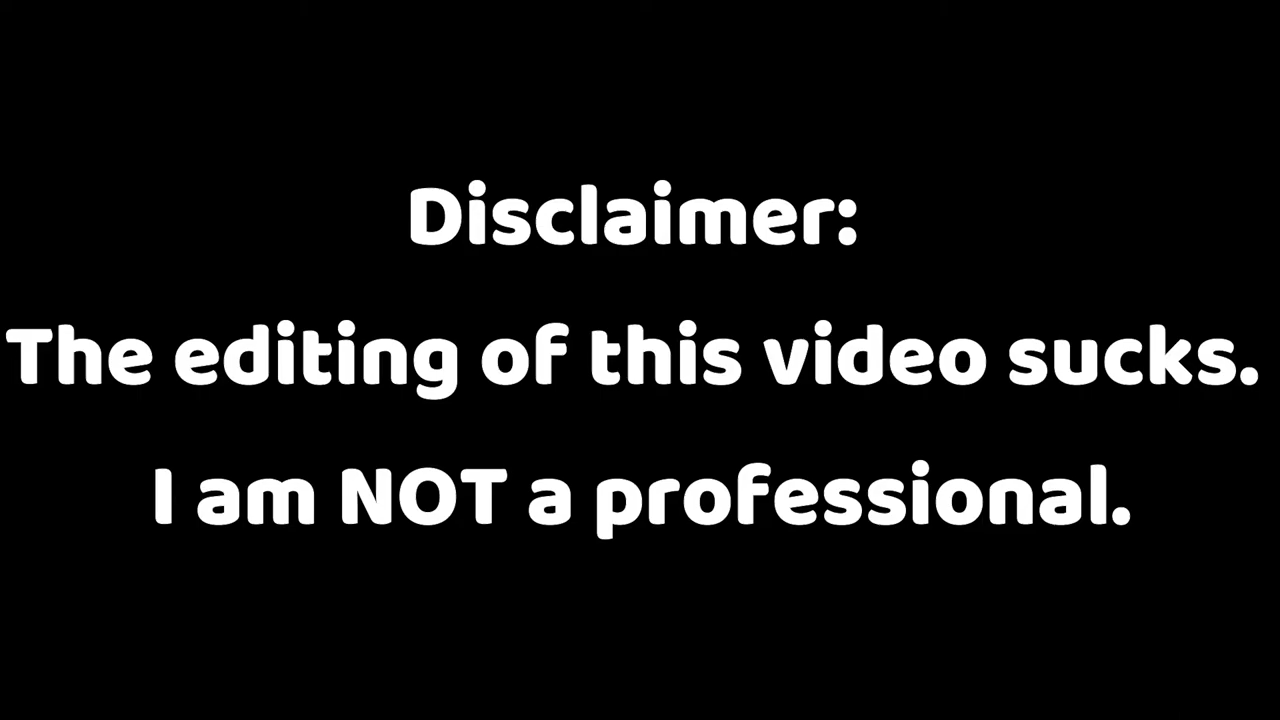 Disclaimer:
The editing of this video sucks.
I am NOT a professional.